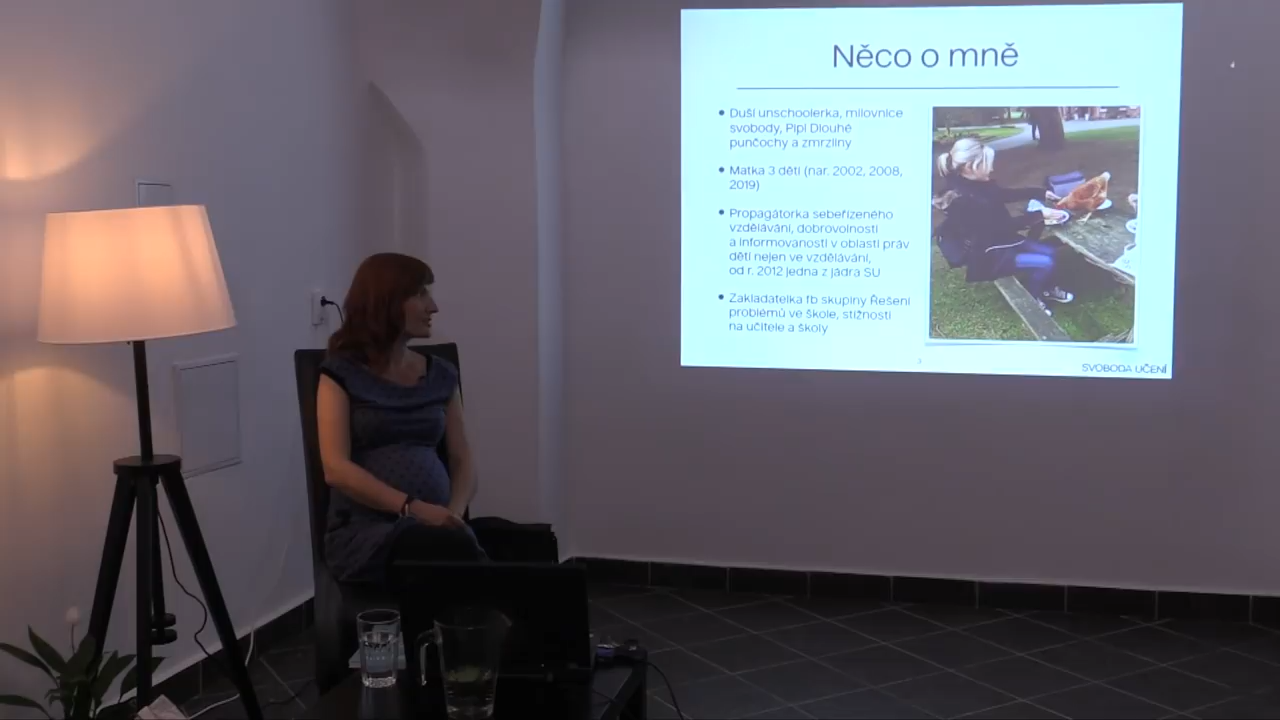 Něco o mně
• Duší unschoolerka, milovnice
svobody, Pipi Dlouhé
punčochy a zmrzliny
• Matka 3 dětí (nar. 2002, 2008,
2019)
• Propagátorka sebeřízeného
vzdělávání, dobrovolnosti
a informovanosti v oblasti práv
dětí nejen ve vzdělávání,
od r. 2012 jedna z jádra SU
• Zakladatelka fb skupiny Řešení
problémů ve škole, stížnosti
na učitele a školy
3
SVOBODA UČENÍ